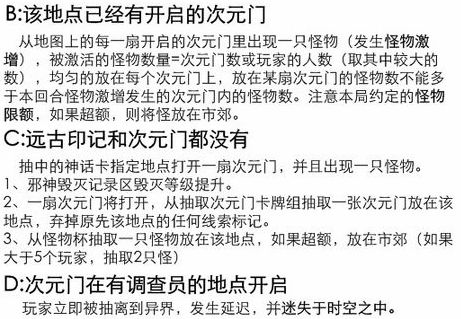 B:该地点已经有开启的次元门
从地图上的每一扇开启的次元门里出现一只怪物（发生怪物激
增），被激活的怪物数量=次元门数或玩家的人数（取其中较大的
数），均匀的放在每个次元门上，放在某扇次元门的怪物数不能多
于本回合怪物激增发生的次元门内的怪物数。注意本局约定的怪物
限额，如果超额，则将怪放在市郊。
C:远古印记和次元门都没有
抽中的神话卡指定地点打开一扇次元门，并且出现一只怪物。
1、邪神毁灭记录区毁灭等级提升。
2、一扇次元门将打开，从抽取次元门卡牌组抽取一张次元门放在该
地点，弃掉原先该地点的任何线索标记。
3、从怪物杯抽取一只怪物放在该地点，如果超额，放在市郊（如果
大于5个玩家，抽取2只怪）
D:次元门在有调查员的地点开启
玩家立即被抽离到异界，发生延迟，并迷失于时空之中。